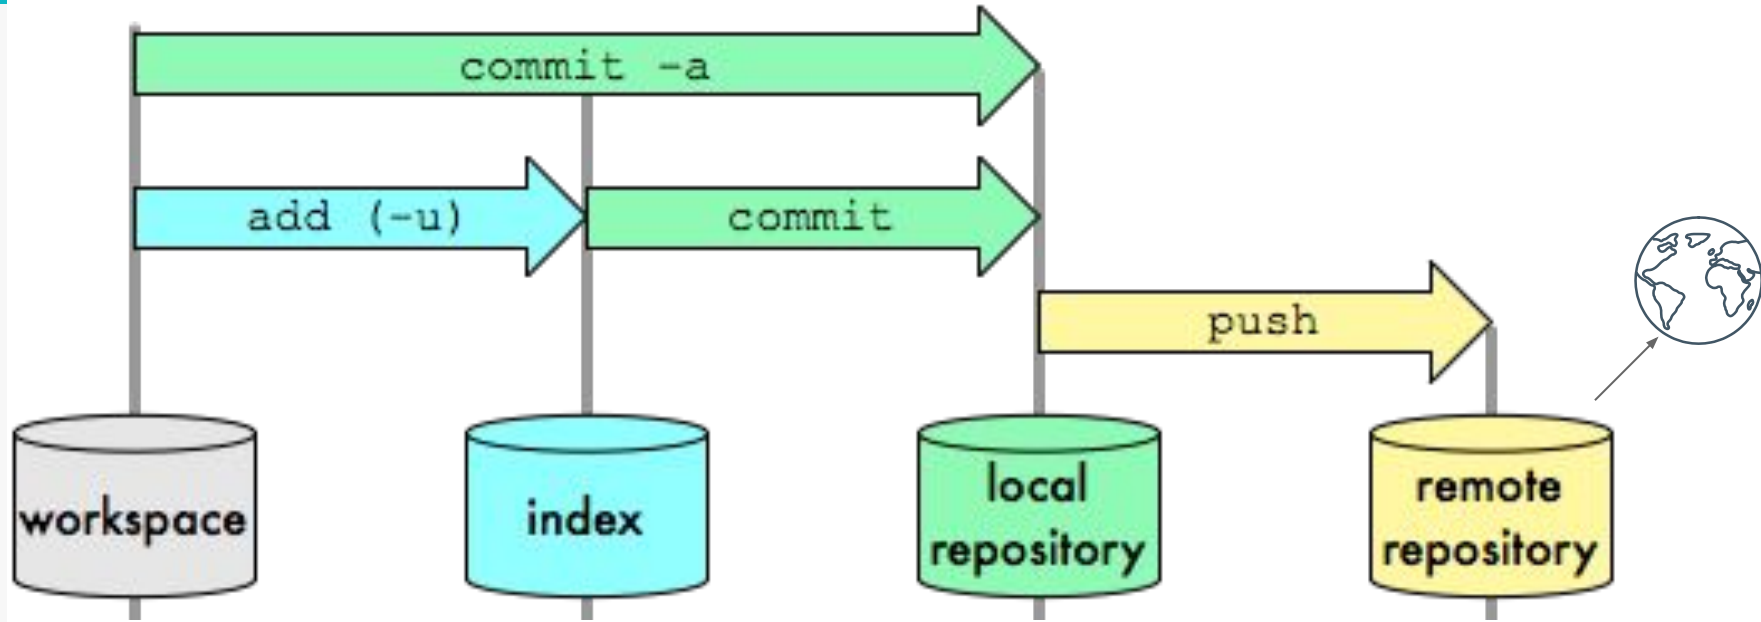 commit -a
add (-u)
commit
push
workspace
index
local
repository
remote
repository